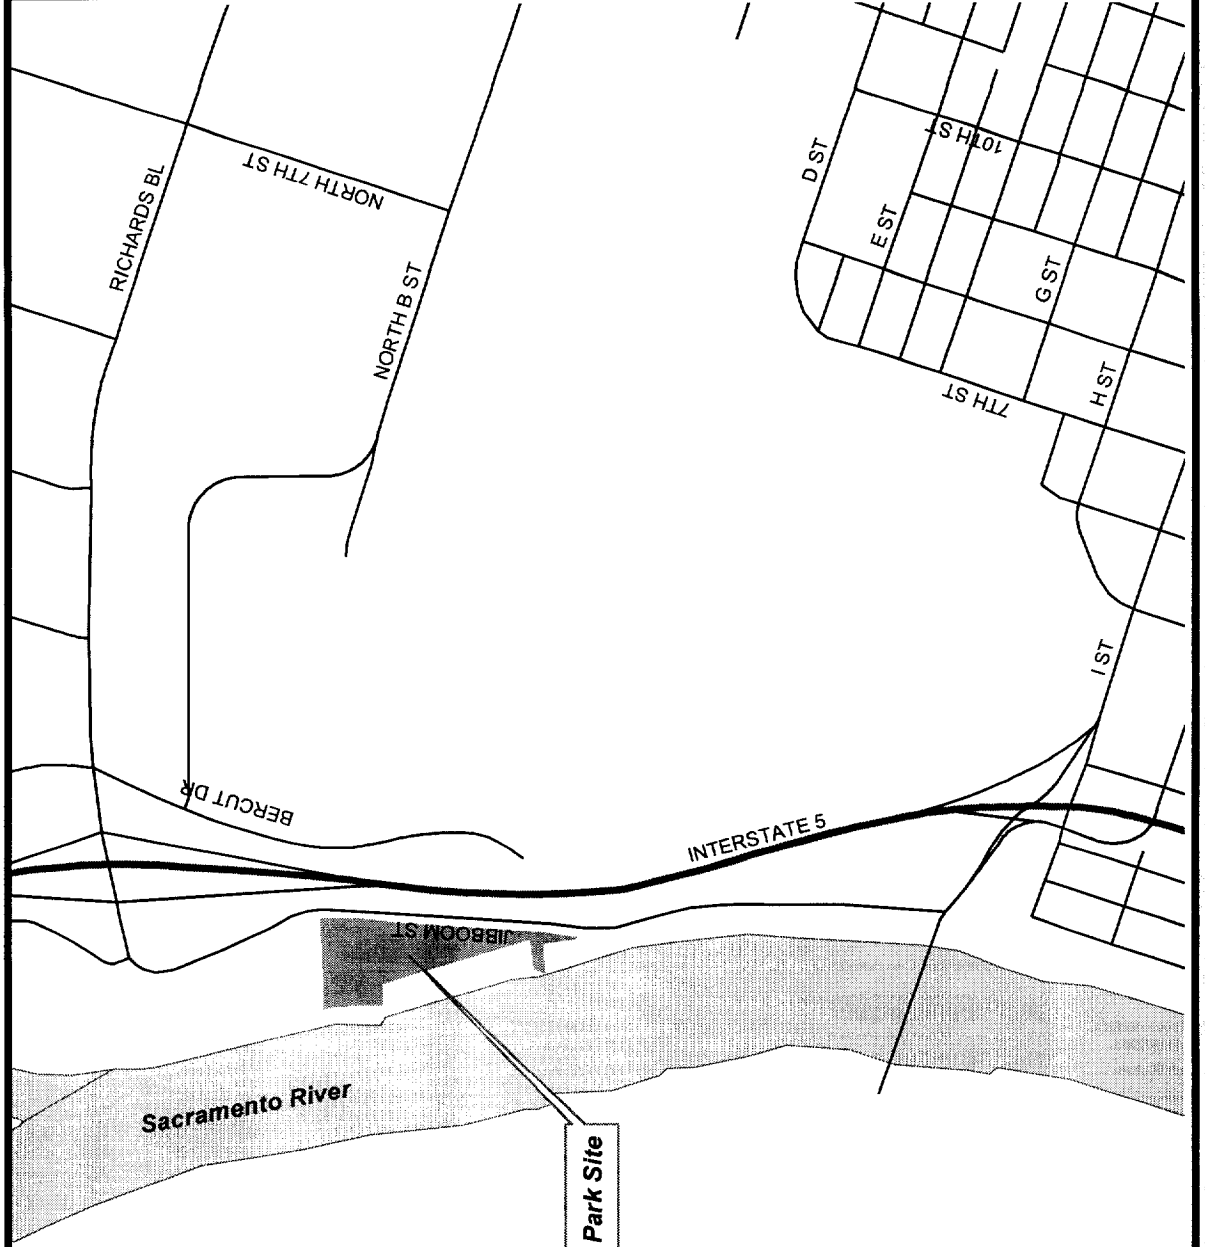 10TH ST
D ST
NORTH 7TH ST
RICHARDS BL
E ST
G ST
NORTH B ST
H ST
7TH ST
I ST
BERCUT DR
INTERSTATE 5
JIBBOOM ST
Sacramento River
Park Site